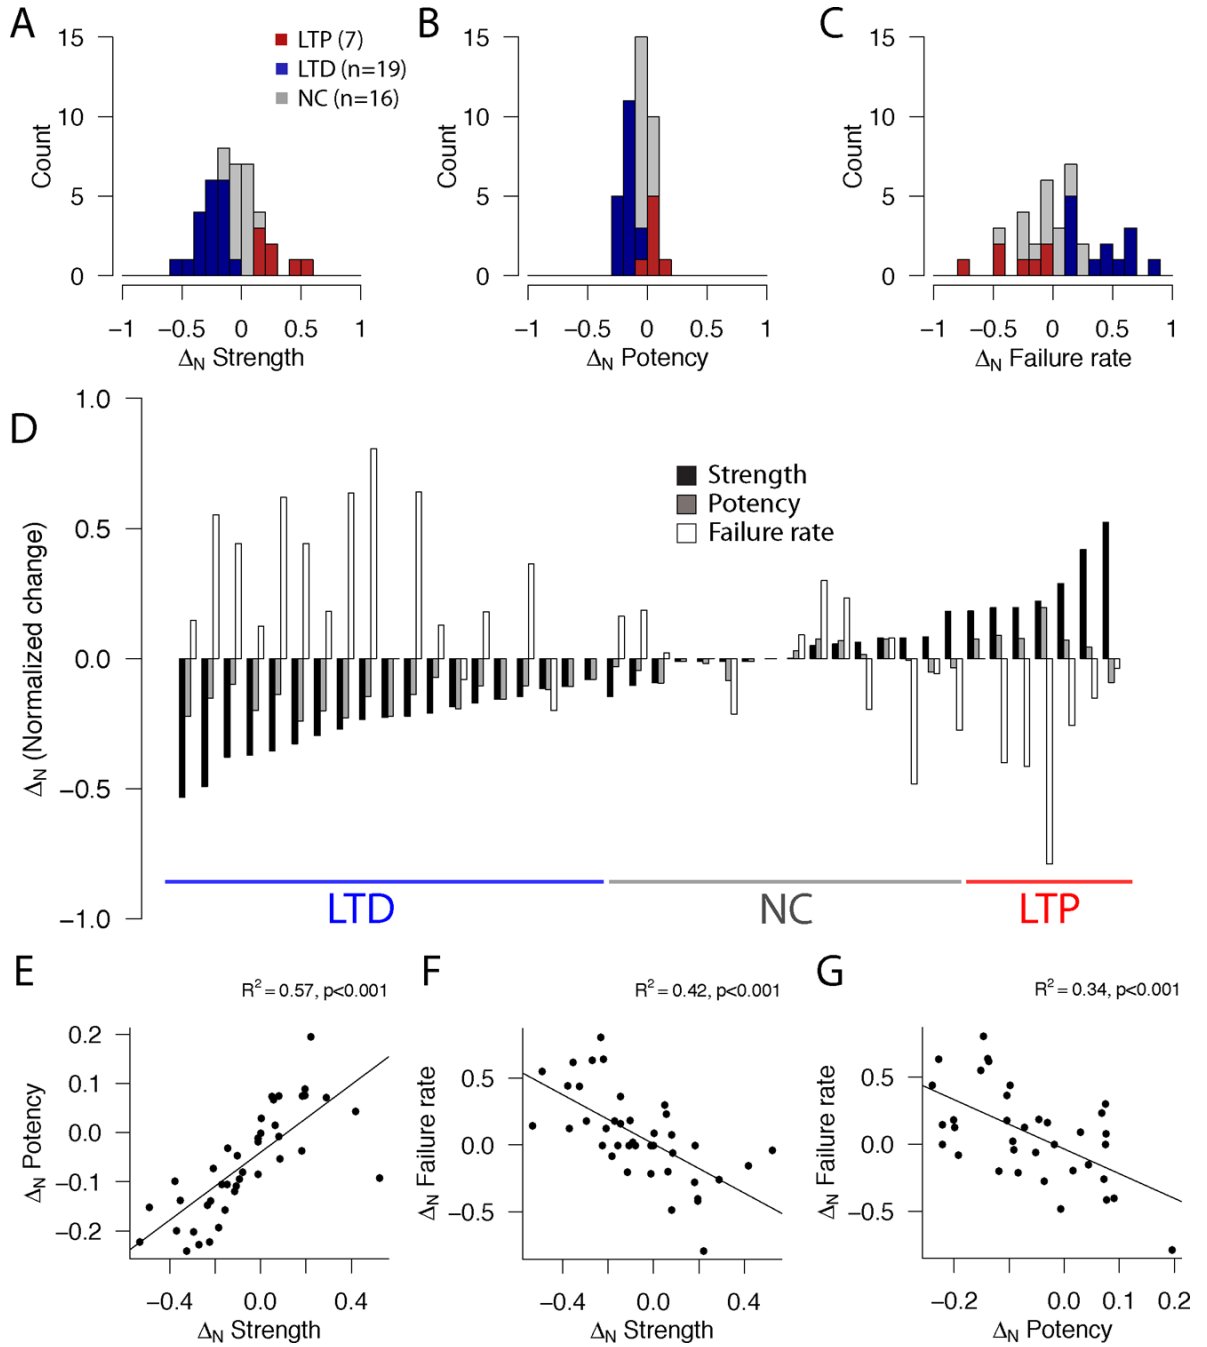 A
B
C
LTP (7)
LTD (n=19)
NC (n=16)
15
10
5
0
Count
−1 −0.5 0 0.5 1
ΔN Strength
15
10
5
0
Count
−1 −0.5 0 0.5 1
ΔN Potency
15
10
5
0
Count
−1 −0.5 0 0.5 1
ΔN Failure rate
D
1.0
0.5
0.0
−0.5
−1.0
ΔN (Normalized change)
Strength
Potency
Failure rate
LTD
NC
LTP
E
R2 = 0.57, p<0.001
0.2
0.1
0.0
−0.1
−0.2
ΔN Potency
−0.4 0.0 0.4
ΔN Strength
F
R2 = 0.42, p<0.001
0.5
0.0
−0.5
ΔN Failure rate
−0.4 0.0 0.4
ΔN Strength
G
R2 = 0.34, p<0.001
0.5
0.0
−0.5
ΔN Failure rate
−0.2 0.0 0.1 0.2
ΔN Potency